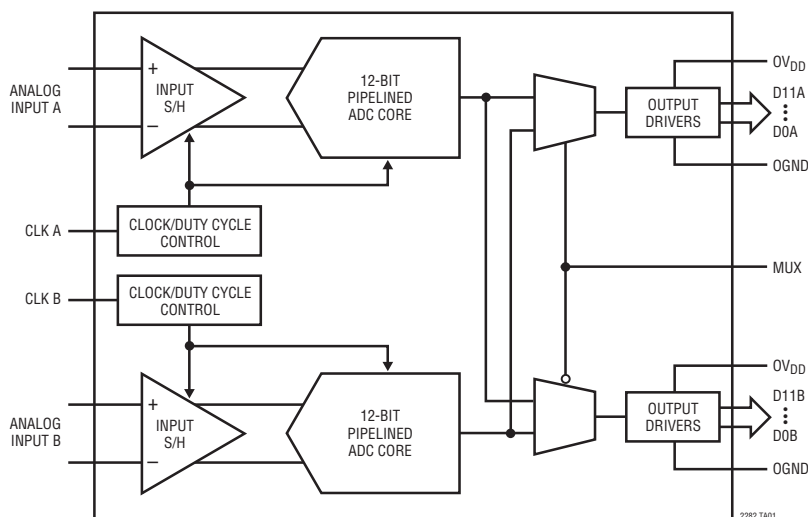 ANALOG
INPUT A
+
−
INPUT
S/H
12-BIT
PIPELINED
ADC CORE
OUTPUT
DRIVERS
OVDD
D11A
D0A
OGND
CLK A
CLOCK/DUTY CYCLE
CONTROL
MUX
CLK B
CLOCK/DUTY CYCLE
CONTROL
ANALOG
INPUT B
+
−
INPUT
S/H
12-BIT
PIPELINED
ADC CORE
OUTPUT
DRIVERS
OVDD
D11B
D0B
OGND
2282 TA01